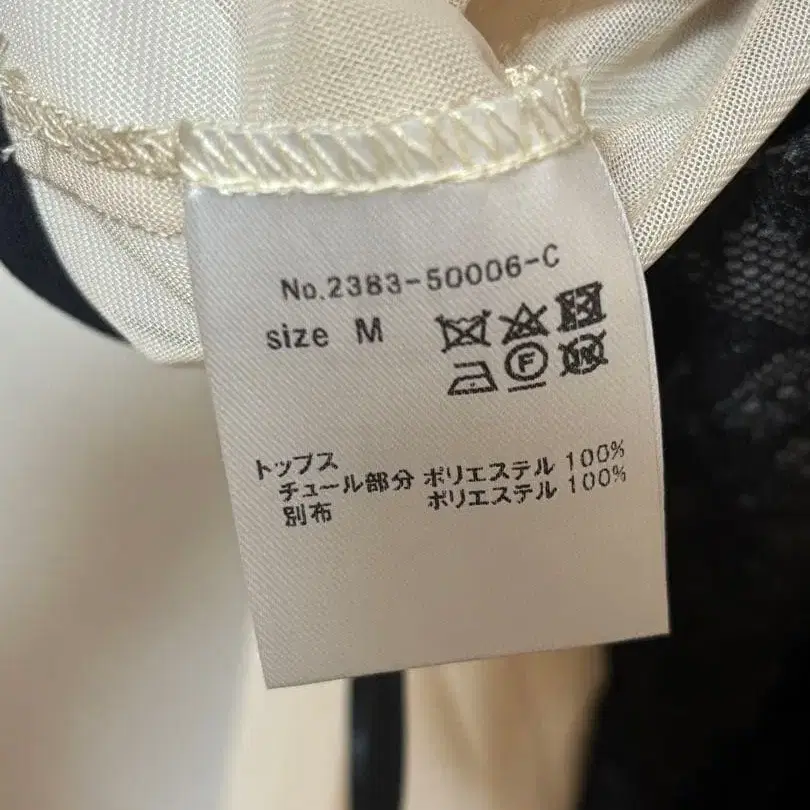 No.2383-50006-C
size M
F
トップス
チュール部分 ポリエステル 100%
別布 ポリエステル 100%